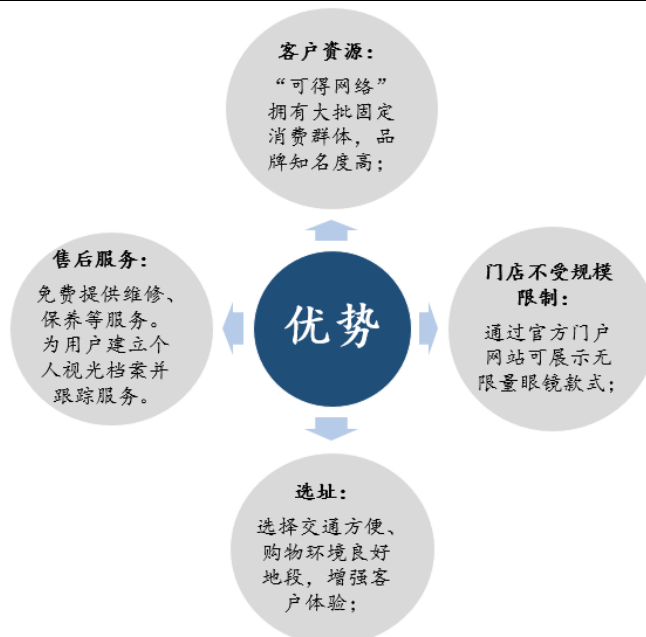 客户资源：
“可得网络”
拥有大批固定
消费群体，品
牌知名度高；
售后服务：
免费提供维修、
保养等服务。
为用户建立个
人视光档案并
跟踪服务。
优势
门店不受规模
限制：
通过官方门户
网站可展示无
限量眼镜款式；
选址：
选择交通方便、
购物环境良好
地段，增强客
户体验；